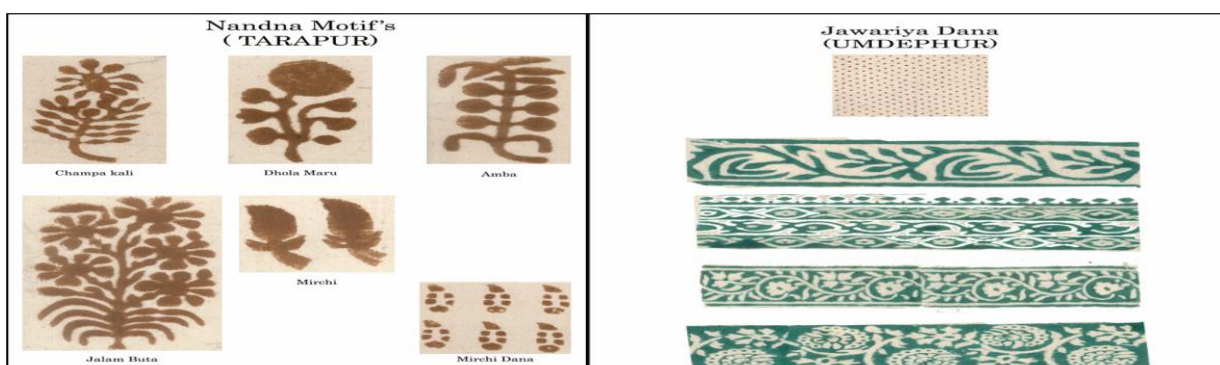 Nandna Motif's
( TARAPUR)
Champa kali
Dhola Maru
Amba
Jalam Buta
Mirchi
Mirchi Dana
Jawariya Dana
(UMDEPHUR)